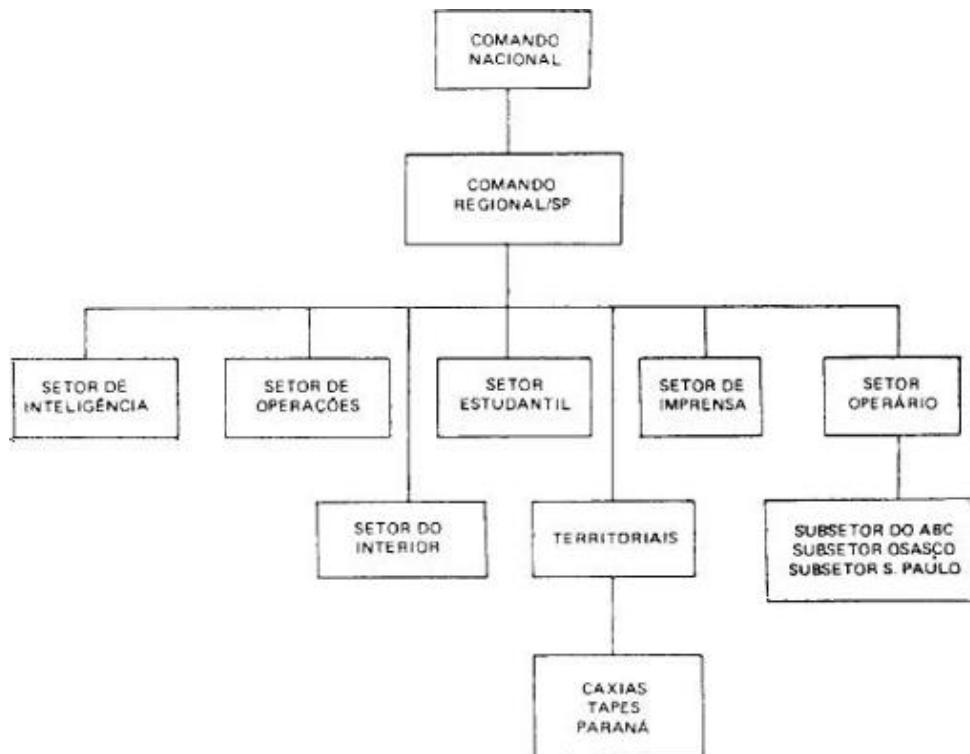 COMANDO
NACIONAL
COMANDO
REGIONAL/SP
SETOR DE
INTELIGÊNCIA
SETOR DE
OPERAÇÕES
SETOR
ESTUDANTIL
SETOR DE
IMPRENSA
SETOR
OPERÁRIO
SETOR DO
INTERIOR
TERRITORIAIS
SUBSETOR DO ABC
SUBSETOR OSASCO
SUBSETOR S. PAULO
CAXIAS
TAPES
PARANÁ